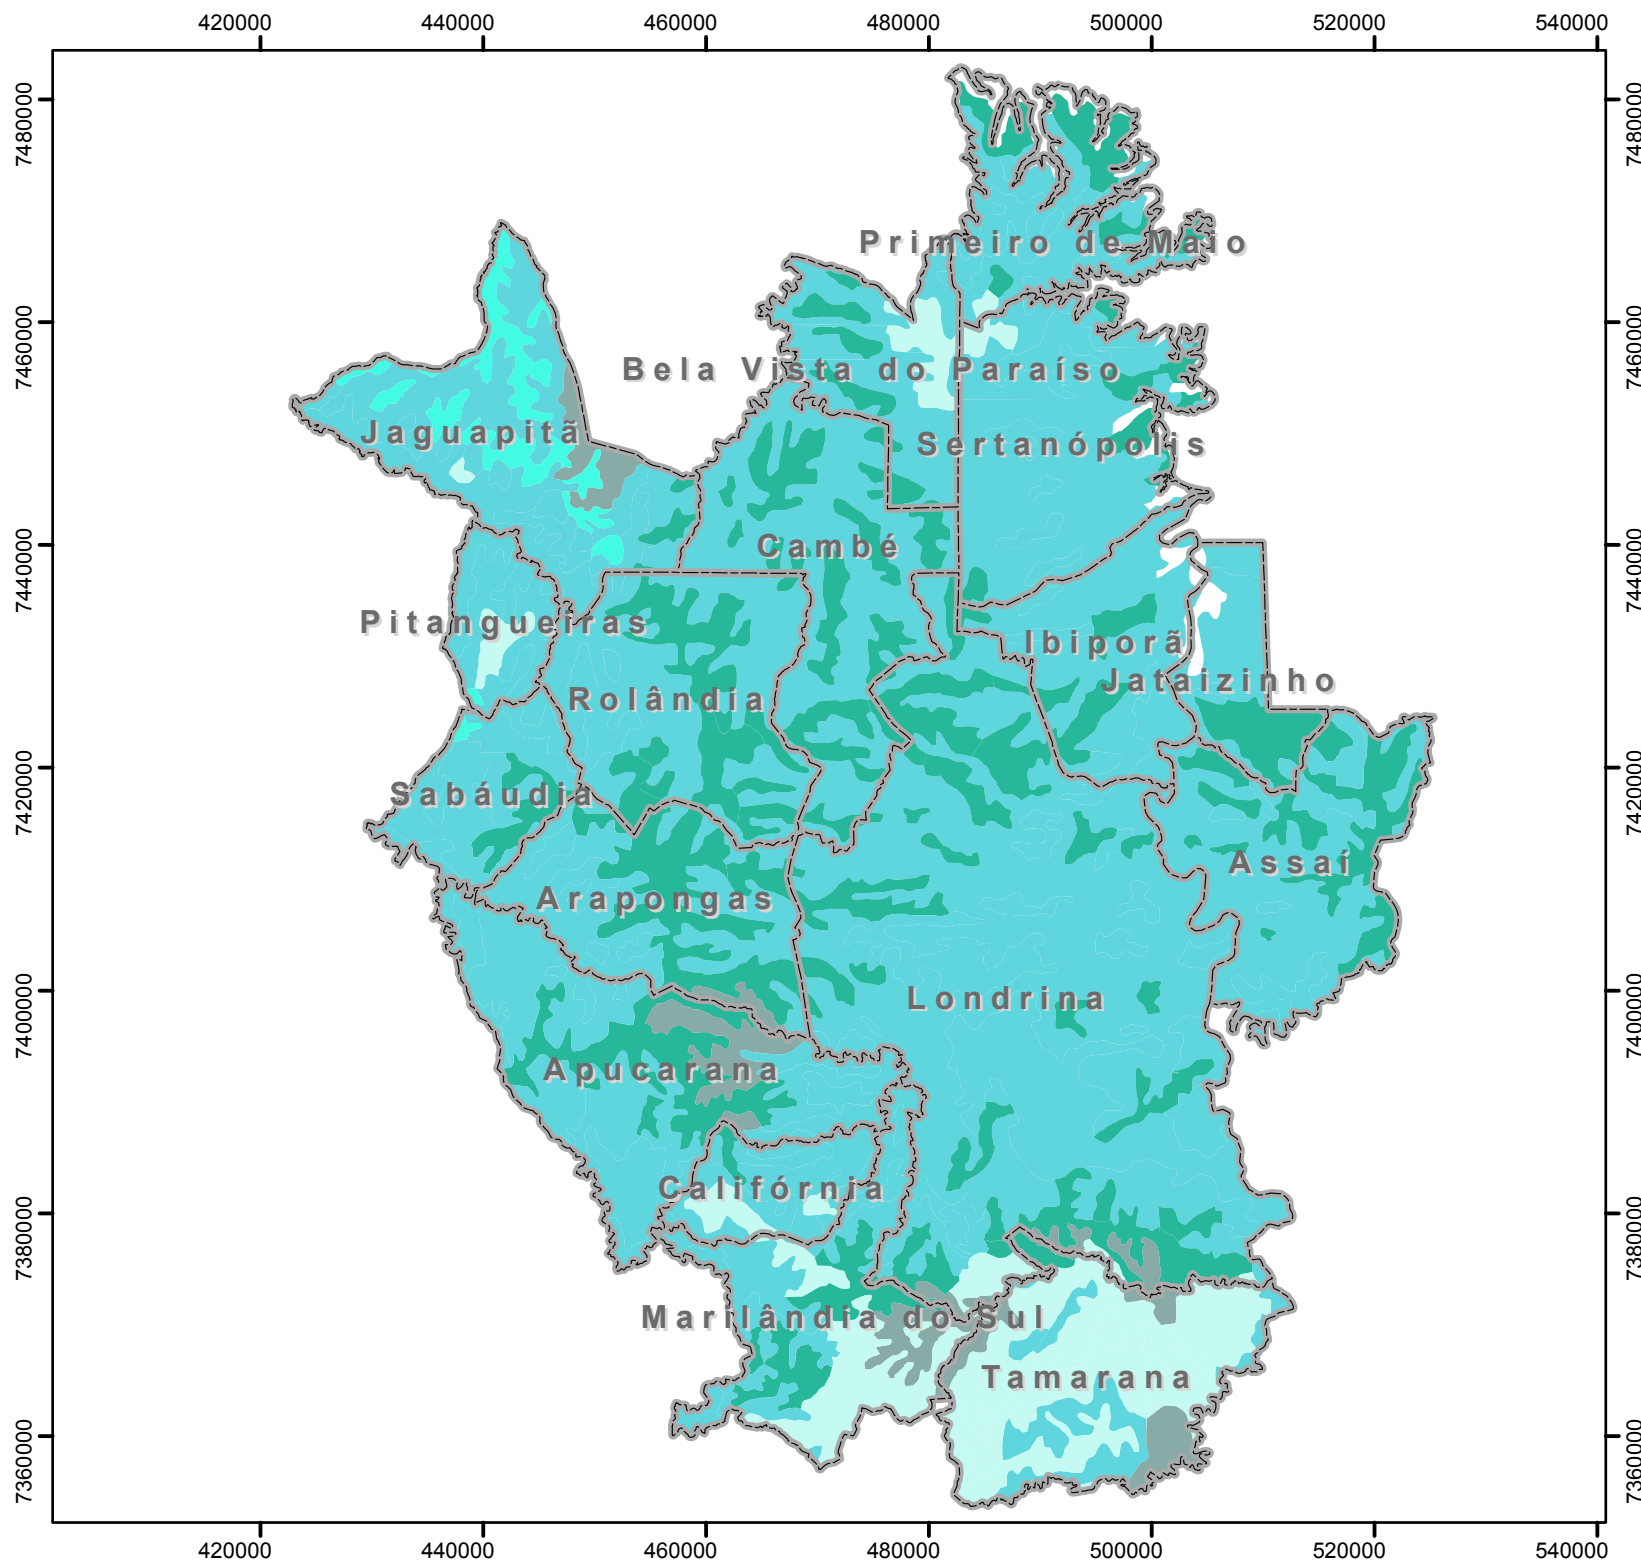 420000 440000 460000 480000 500000 520000 540000
7480000 7480000
Primeiro de Maio
7460000 7460000
Bela Vista do Paraíso
Jaguapitã
Sertanópolis
7440000 7440000
Cambé
Pitangueiras
Ibiporã
Jataizinho
Rolândia
7420000 7420000
Sabáudia
Assaí
Arapongas
7400000 7400000
Londrina
Apucarana
Califórnia
7380000 7380000
Marilândia do Sul
Tamarana
7360000 7360000
420000 440000 460000 480000 500000 520000 540000